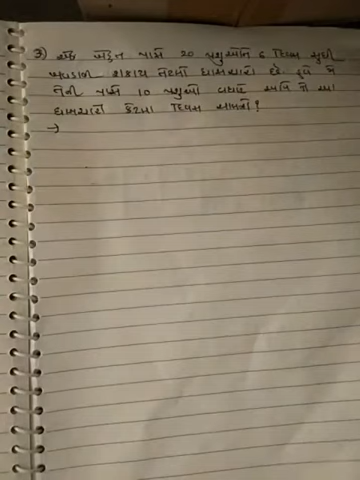 3) એક ખેડૂત પાસે 20 પશુઓને 6 દિવસ સુધી
ખવડાવી શકાય તેટલો ઘાસચારો છે. હવે જો
તેની પાસે 10 પશુઓ વધારે આવે તો આ
ઘાસચારો કેટલા દિવસ ચાલશે?
→